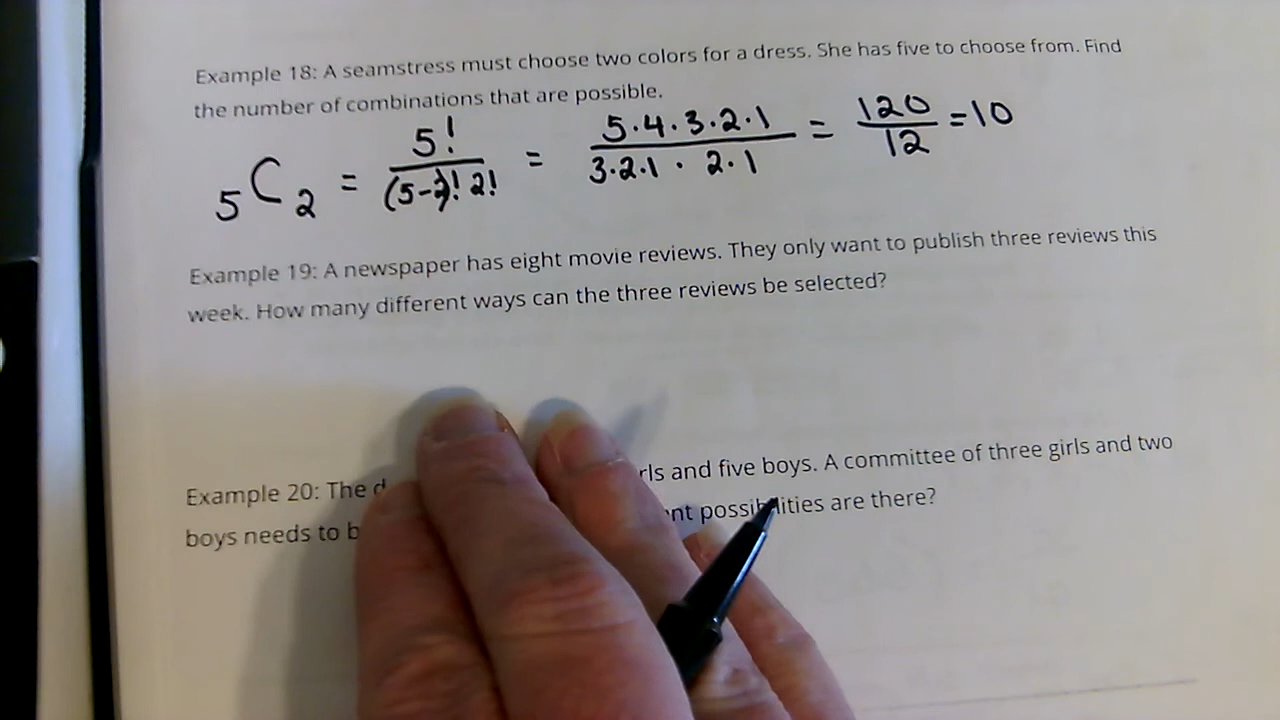 Example 18: A seamstress must choose two colors for a dress. She has five to choose from. Find
the number of combinations that are possible.
5C2 = 5!/(5-2)! 2! = 5·4·3·2·1/3·2·1 · 2·1 = 120/12 = 10
Example 19: A newspaper has eight movie reviews. They only want to publish three reviews this
week. How many different ways can the three reviews be selected?
Example 20: The and five boys. A committee of three girls and two
boys needs to possibilities are there?